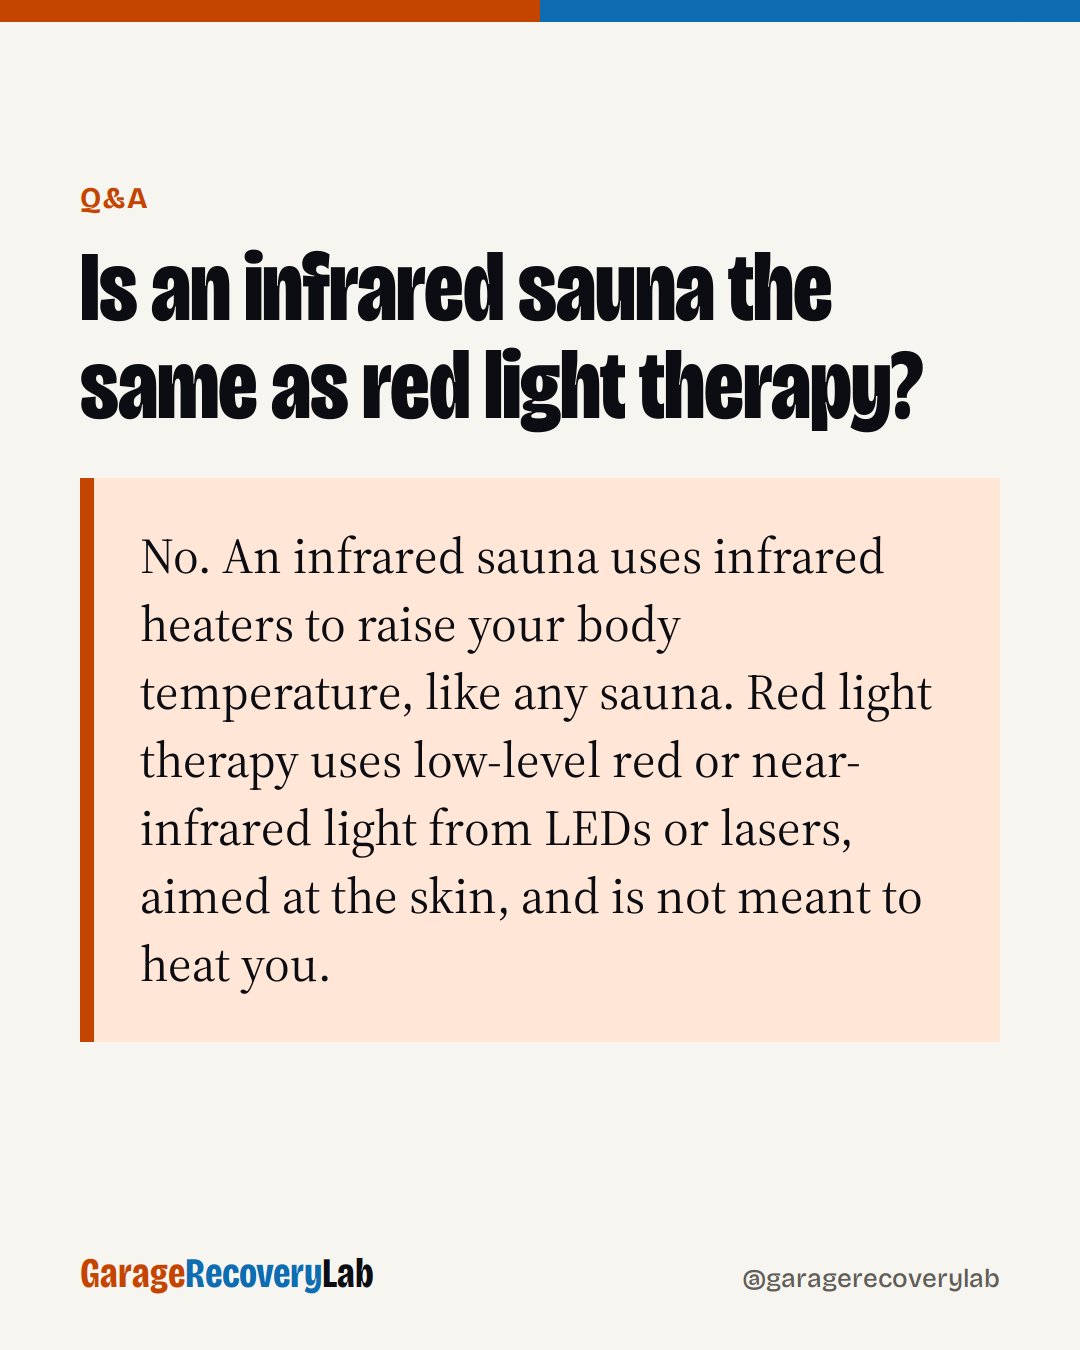 Q&A
Is an infrared sauna the
same as red light therapy?
No. An infrared sauna uses infrared
heaters to raise your body
temperature, like any sauna. Red light
therapy uses low-level red or near-
infrared light from LEDs or lasers,
aimed at the skin, and is not meant to
heat you.
GarageRecoveryLab
@garagerecoverylab